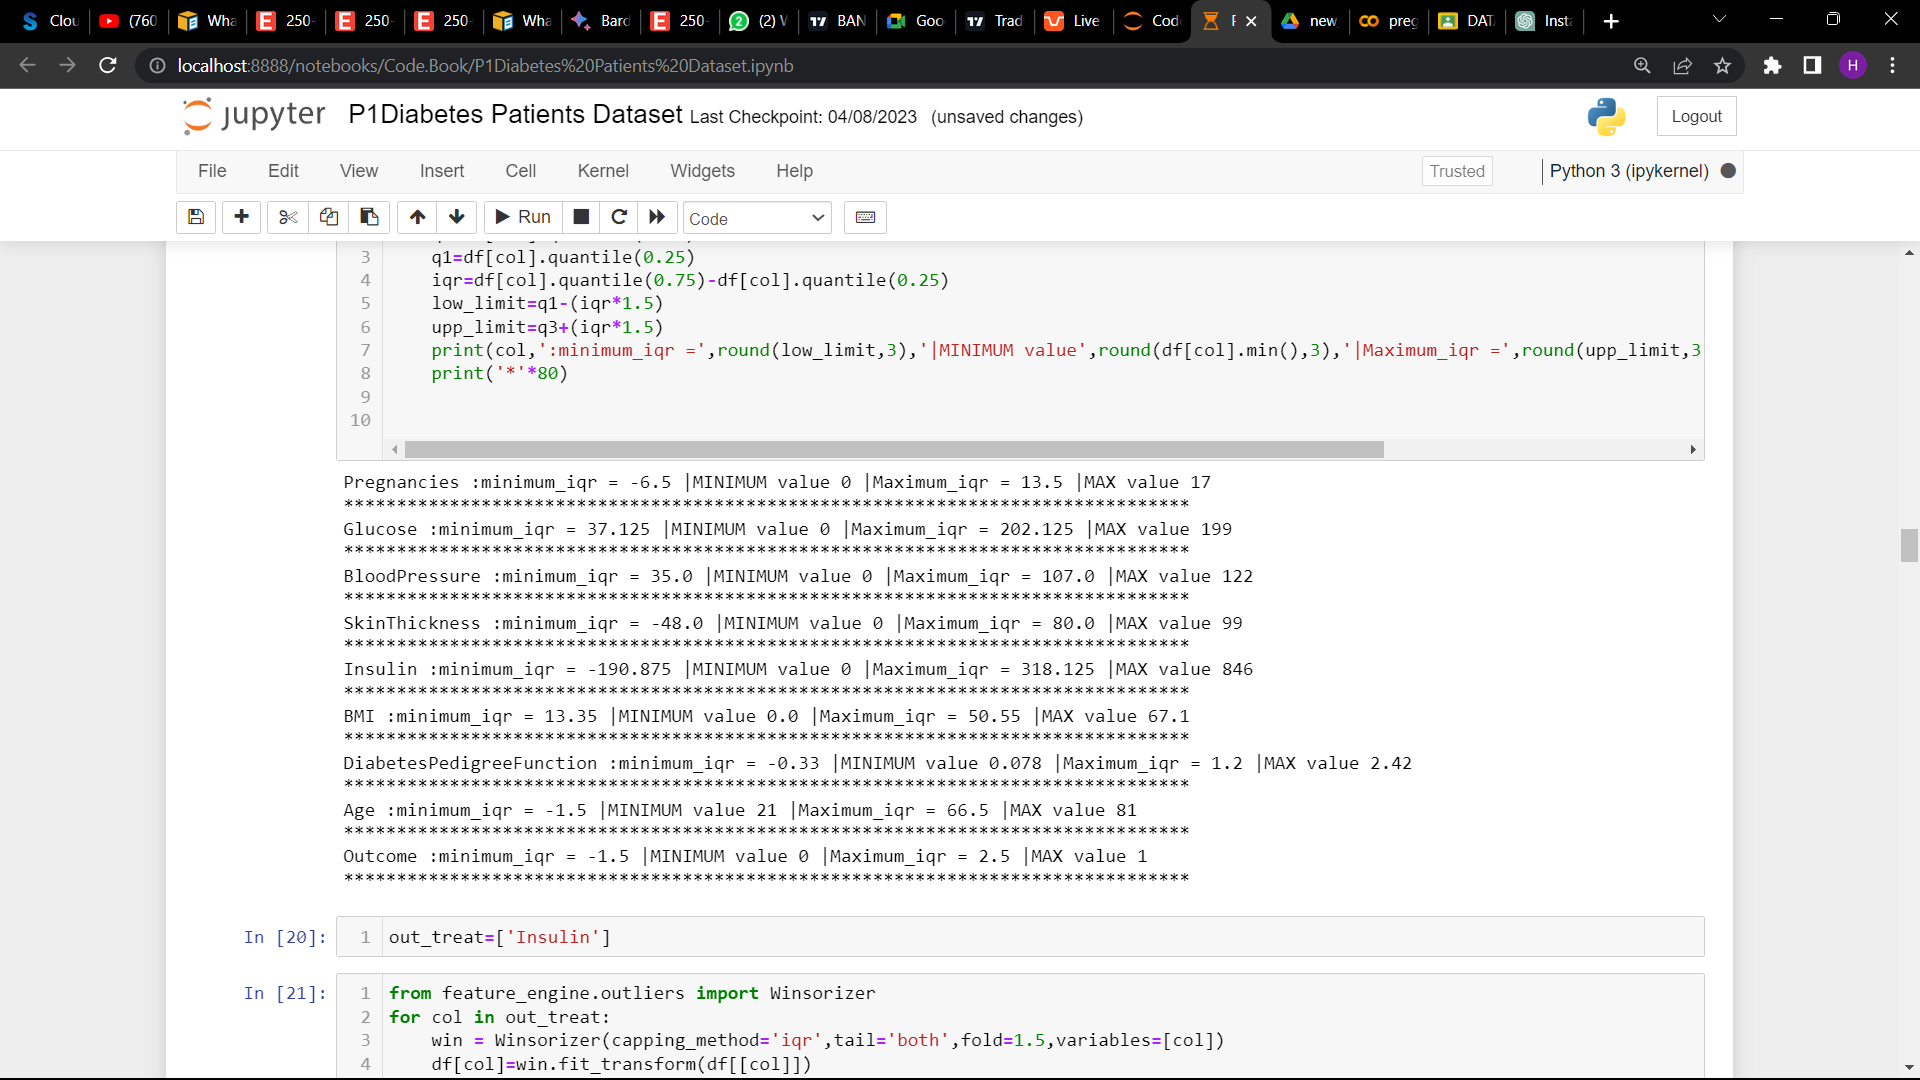 Clou (760 Wha 250- 250- 250- Wha Bard 250- (2) BAN Goo Trad Live Cod new preg DAT Inst
localhost:8888/notebooks/Code.Book/P1Diabetes%20Patients%20Dataset.ipynb H
jupyter P1Diabetes Patients Dataset Last Checkpoint: 04/08/2023 (unsaved changes) Logout
File Edit View Insert Cell Kernel Widgets Help Trusted Python 3 (ipykernel)
Run Code
3 q1=df[col].quantile(0.25)
4 iqr=df[col].quantile(0.75)-df[col].quantile(0.25)
5 low_limit=q1-(iqr*1.5)
6 upp_limit=q3+(iqr*1.5)
7 print(col,':minimum_iqr =',round(low_limit,3),'|MINIMUM value',round(df[col].min(),3),'|Maximum_iqr =',round(upp_limit,3
8 print('*'*80)
9
10
Pregnancies :minimum_iqr = -6.5 |MINIMUM value 0 |Maximum_iqr = 13.5 |MAX value 17
********************************************************************************
Glucose :minimum_iqr = 37.125 |MINIMUM value 0 |Maximum_iqr = 202.125 |MAX value 199
********************************************************************************
BloodPressure :minimum_iqr = 35.0 |MINIMUM value 0 |Maximum_iqr = 107.0 |MAX value 122
********************************************************************************
SkinThickness :minimum_iqr = -48.0 |MINIMUM value 0 |Maximum_iqr = 80.0 |MAX value 99
********************************************************************************
Insulin :minimum_iqr = -190.875 |MINIMUM value 0 |Maximum_iqr = 318.125 |MAX value 846
********************************************************************************
BMI :minimum_iqr = 13.35 |MINIMUM value 0.0 |Maximum_iqr = 50.55 |MAX value 67.1
********************************************************************************
DiabetesPedigreeFunction :minimum_iqr = -0.33 |MINIMUM value 0.078 |Maximum_iqr = 1.2 |MAX value 2.42
********************************************************************************
Age :minimum_iqr = -1.5 |MINIMUM value 21 |Maximum_iqr = 66.5 |MAX value 81
********************************************************************************
Outcome :minimum_iqr = -1.5 |MINIMUM value 0 |Maximum_iqr = 2.5 |MAX value 1
********************************************************************************
In [20]: 1 out_treat=['Insulin']
In [21]: 1 from feature_engine.outliers import Winsorizer
2 for col in out_treat:
3 win = Winsorizer(capping_method='iqr',tail='both',fold=1.5,variables=[col])
4 df[col]=win.fit_transform(df[[col]])